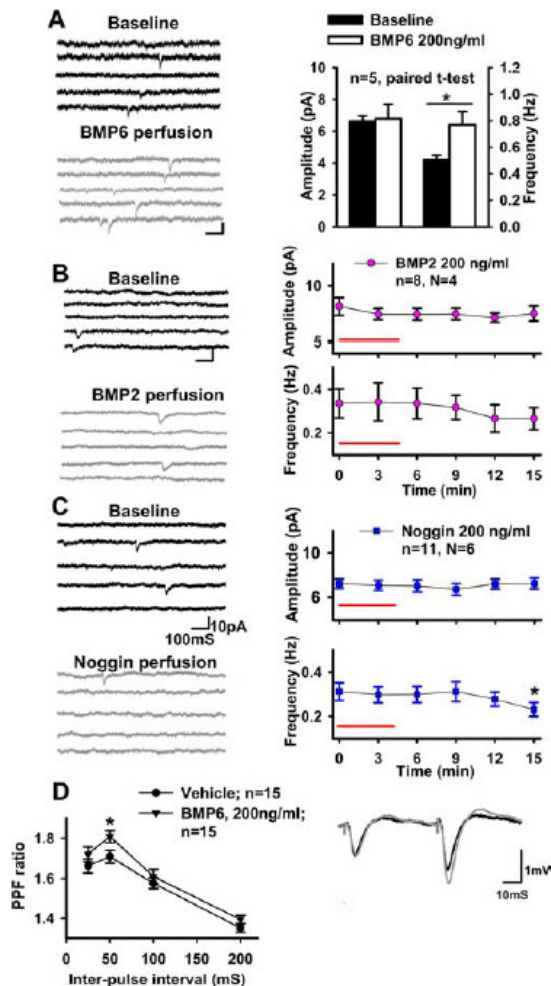 A
Baseline
BMP6 perfusion
Baseline
BMP6 200ng/ml
n=5, paired t-test
*
Amplitude (pA)
10
8
6
4
2
0
Frequency (Hz)
1.2
1.0
0.8
0.6
0.4
0.2
0.0
B
Baseline
BMP2 perfusion
BMP2 200 ng/ml
n=8, N=4
Amplitude (pA)
10
5
Frequency (Hz)
0.4
0.2
0 3 6 9 12 15
Time (min)
C
Baseline
10pA
100mS
Noggin perfusion
Noggin 200 ng/ml
n=11, N=6
Amplitude (pA)
10
6
Frequency (Hz)
0.4
0.2
*
0 3 6 9 12 15
Time (min)
D
Vehicle; n=15
BMP6, 200ng/ml;
n=15
*
PPF ratio
1.8
1.6
1.4
0 50 100 150 200
Inter-pulse interval (mS)
1mV
10mS